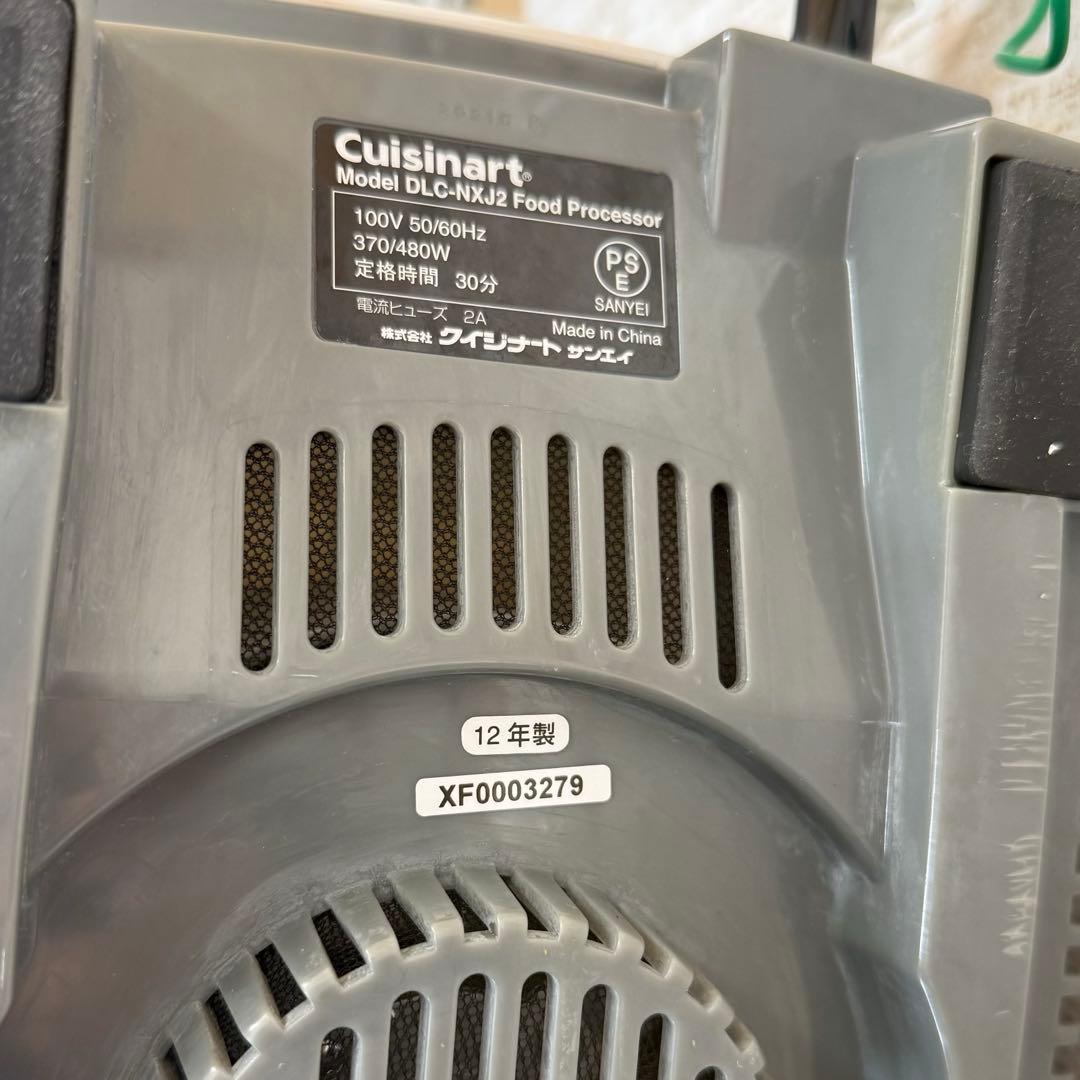 Cuisinart®
Model DLC-NXJ2 Food Processor
100V 50/60Hz
370/480W
定格時間 30分
PS
E
SANYEI
電流ヒューズ 2A
Made in China
株式会社 クイジナート サンエイ
12年製
XF0003279